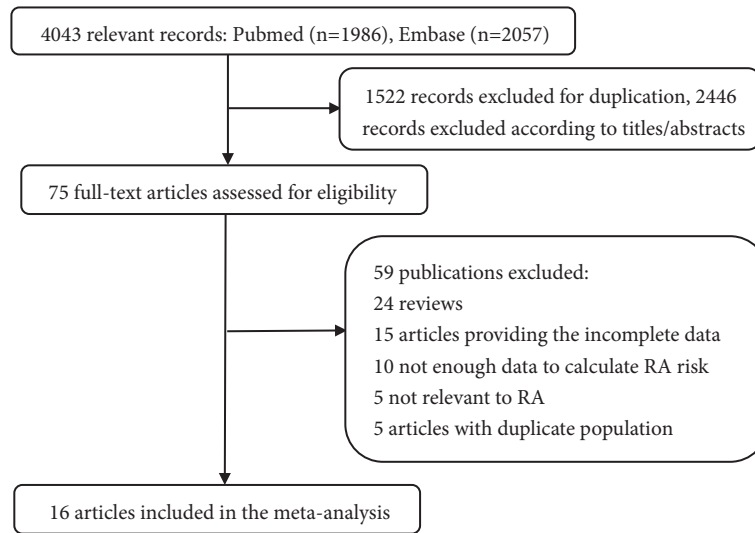 4043 relevant records: Pubmed (n=1986), Embase (n=2057)
1522 records excluded for duplication, 2446
records excluded according to titles/abstracts
75 full-text articles assessed for eligibility
59 publications excluded:
24 reviews
15 articles providing the incomplete data
10 not enough data to calculate RA risk
5 not relevant to RA
5 articles with duplicate population
16 articles included in the meta-analysis